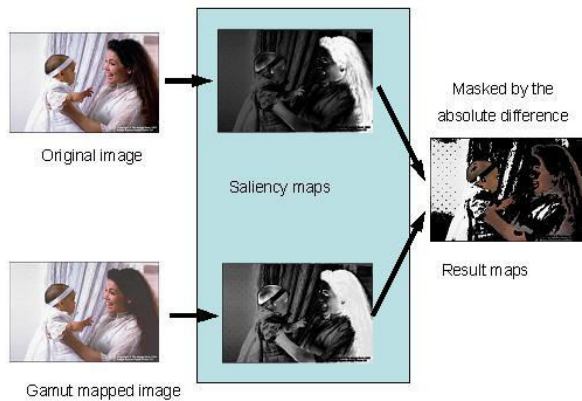 Original image
Saliency maps
Masked by the
absolute difference
Result maps
Gamut mapped image